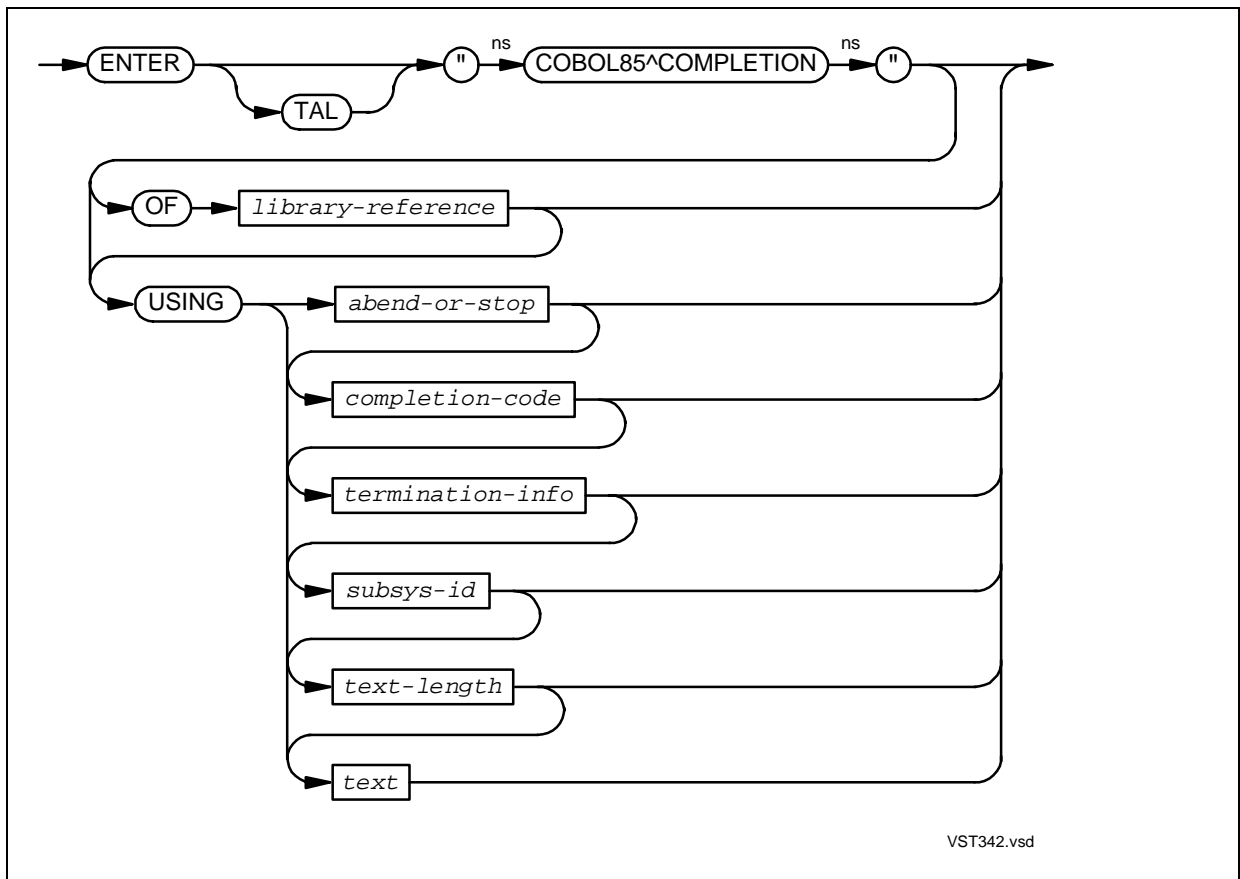 ns ns
ENTER " COBOL85^COMPLETION "
TAL
OF library-reference
USING abend-or-stop
completion-code
termination-info
subsys-id
text-length
text
VST342.vsd